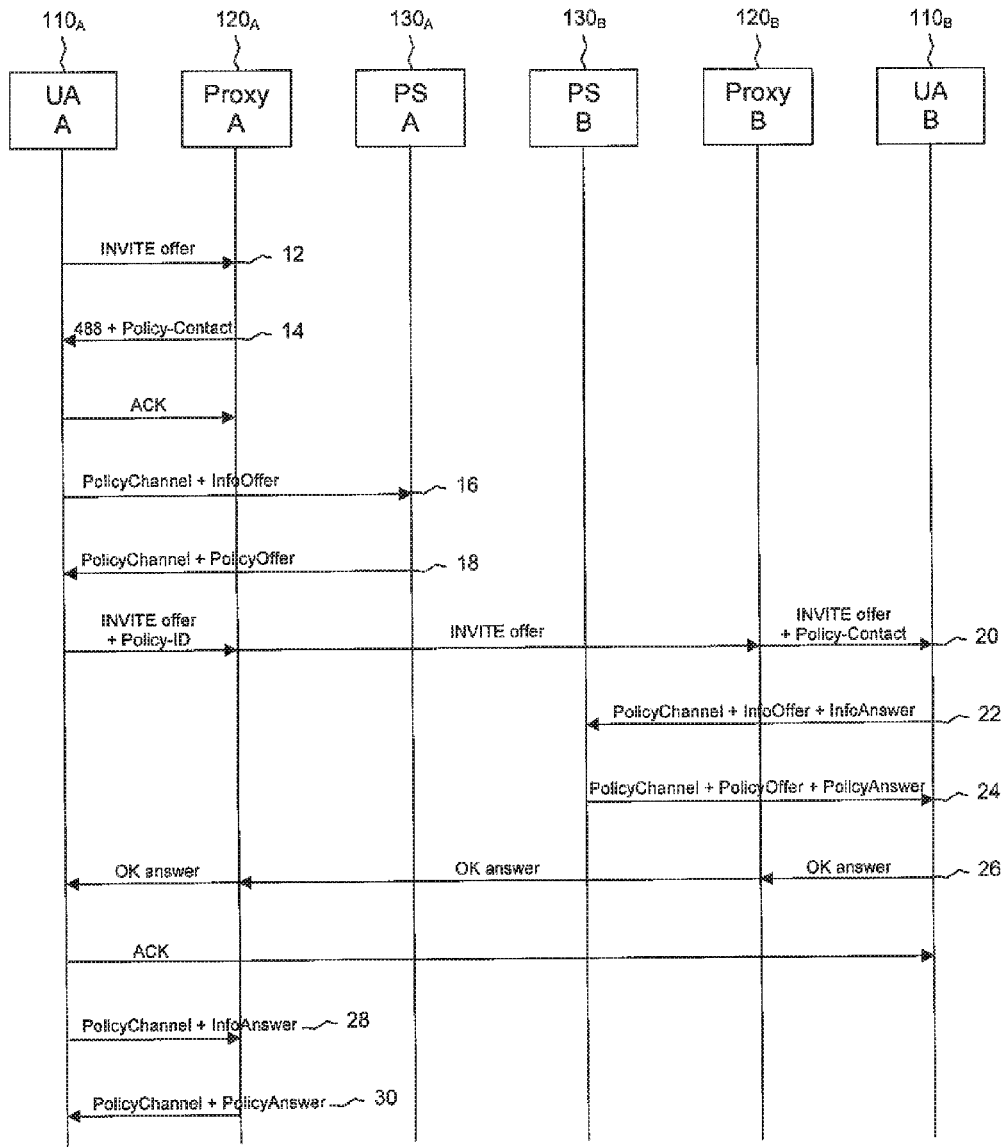 110A 120A 130A 130B 120B 110B
UA Proxy PS PS Proxy UA
A A A B B B
INVITE offer 12
488 + Policy-Contact 14
ACK
PolicyChannel + InfoOffer 16
PolicyChannel + PolicyOffer 18
INVITE offer
+ Policy-ID
INVITE offer
INVITE offer
+ Policy-Contact
20
PolicyChannel + InfoOffer + InfoAnswer 22
PolicyChannel + PolicyOffer + PolicyAnswer 24
OK answer OK answer OK answer 26
ACK
PolicyChannel + InfoAnswer 28
PolicyChannel + PolicyAnswer 30